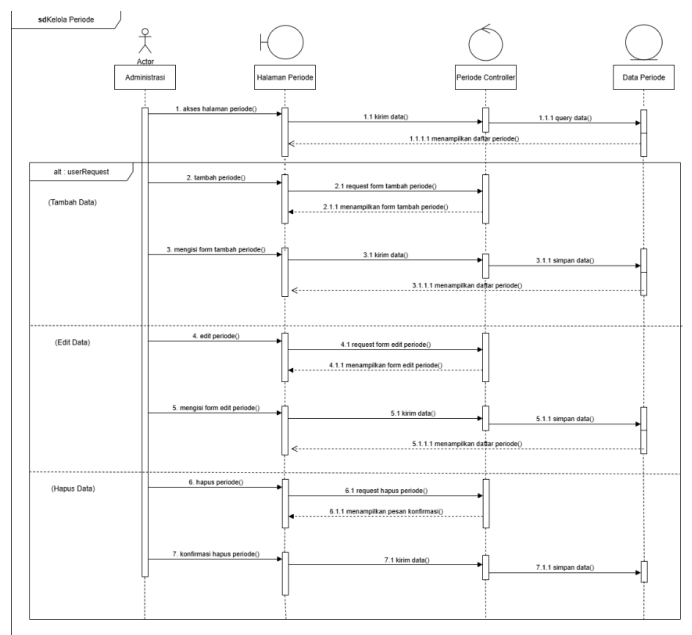 sdKelola Periode
Actor
Administrasi
Halaman Periode
Periode Controller
Data Periode
1. akses halaman periode()
1.1 kirim data()
1.1.1 query data()
1.1.1.1 menampilkan daftar periode()
alt : userRequest
2. tambah periode()
2.1 request form tambah periode()
(Tambah Data)
2.1.1 menampilkan form tambah periode()
3. mengisi form tambah periode()
3.1 kirim data()
3.1.1 simpan data()
3.1.1.1 menampilkan daftar periode()
(Edit Data)
4. edit periode()
4.1 request form edit periode()
4.1.1 menampilkan form edit periode()
5. mengisi form edit periode()
5.1 kirim data()
5.1.1 simpan data()
5.1.1.1 menampilkan daftar periode()
(Hapus Data)
6. hapus periode()
6.1 request hapus periode()
6.1.1 menampilkan pesan konfirmasi()
7. konfirmasi hapus periode()
7.1 kirim data()
7.1.1 simpan data()